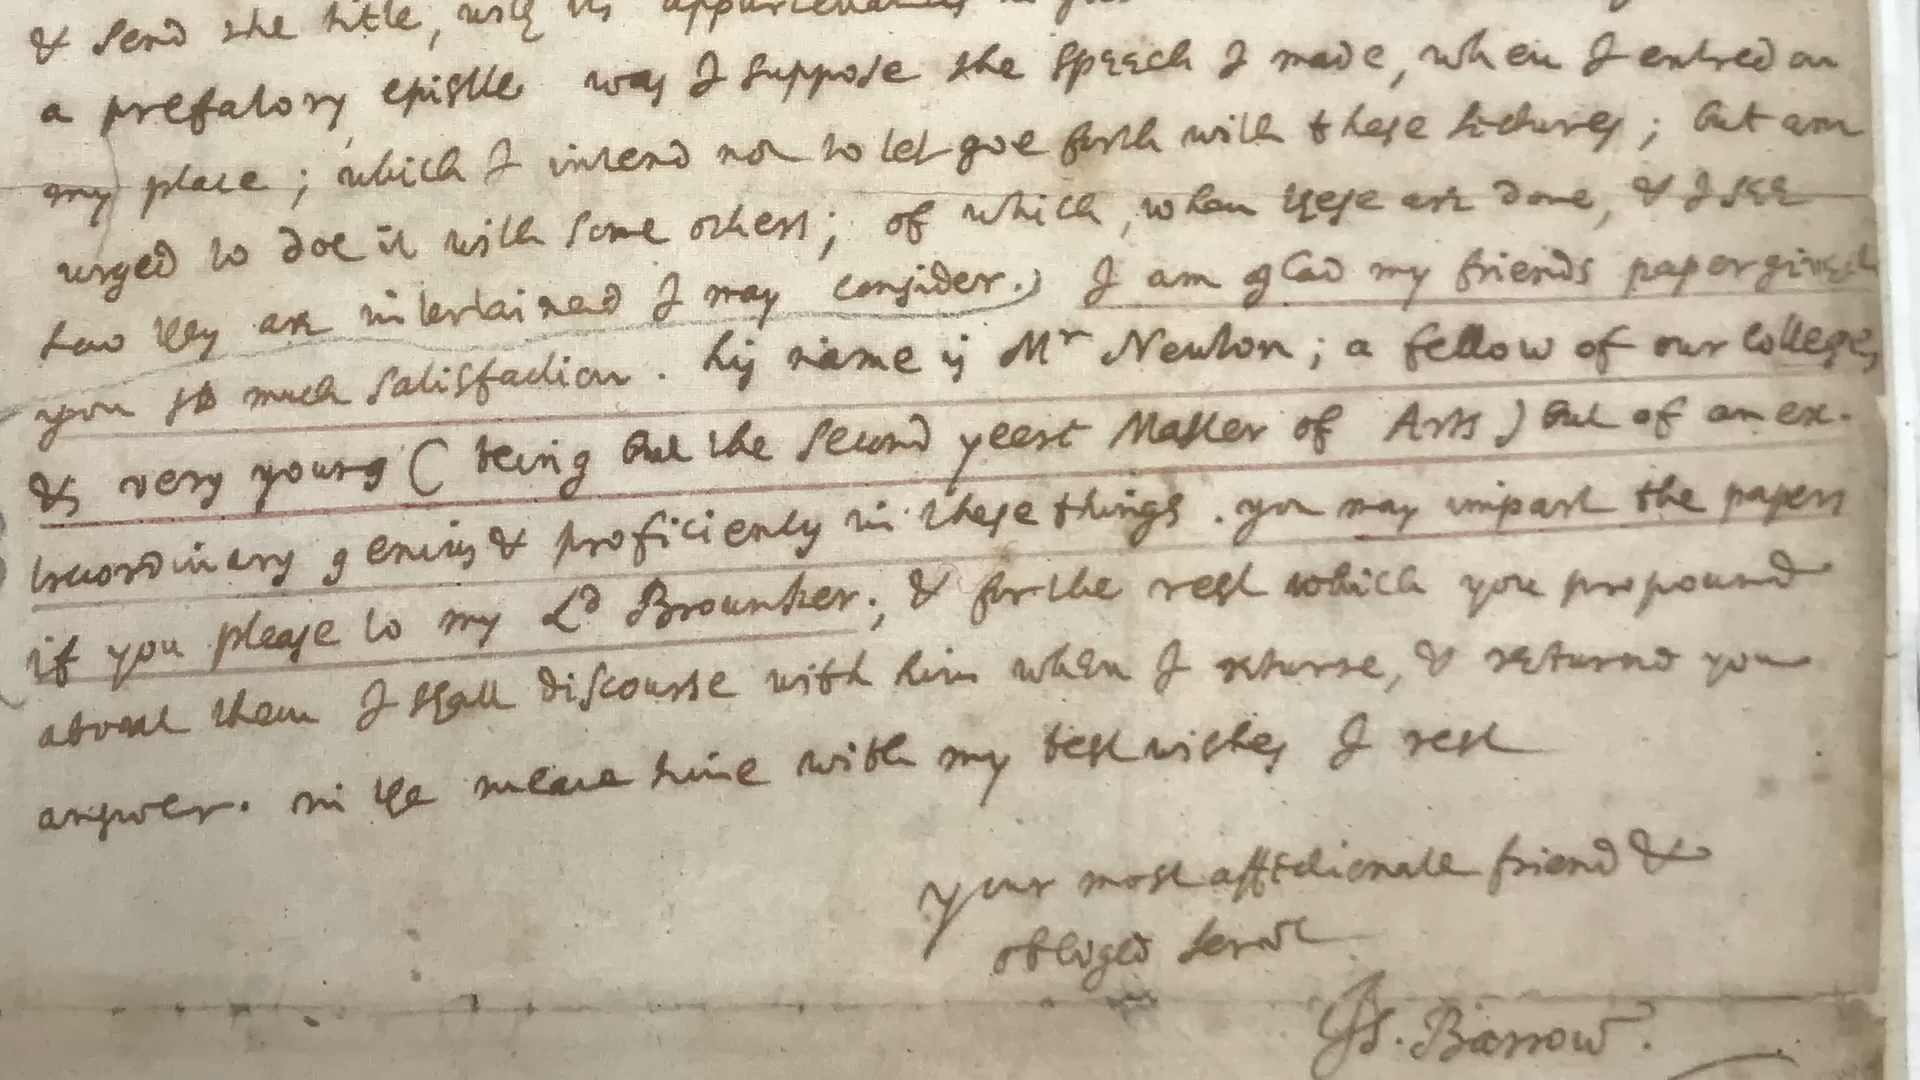 & send the title, with its appurtenances
a prefatory epistle was I suppose the speech I made, when I entred on
my place; which I intend not to let goe forth with these lectures; but am
urged to doe it with some others; of which, when these are done, & I see
how they are intertained I may consider.) I am glad my friends paper giveth
you so much satisfaction. his name is Mr Newton; a fellow of our College,
& very young (being but the second yeest Master of Arts) but of an ex-
traordinary genius & proficiency in these things. you may impart the papers
if you please to my Ld Brounker; & for the rest which you propound
about them I shall discourse with him when I returne, & returne you
answer. in the meane time with my best wishes I rest
your most affectionate friend &
obliged servt
Is. Barrow.